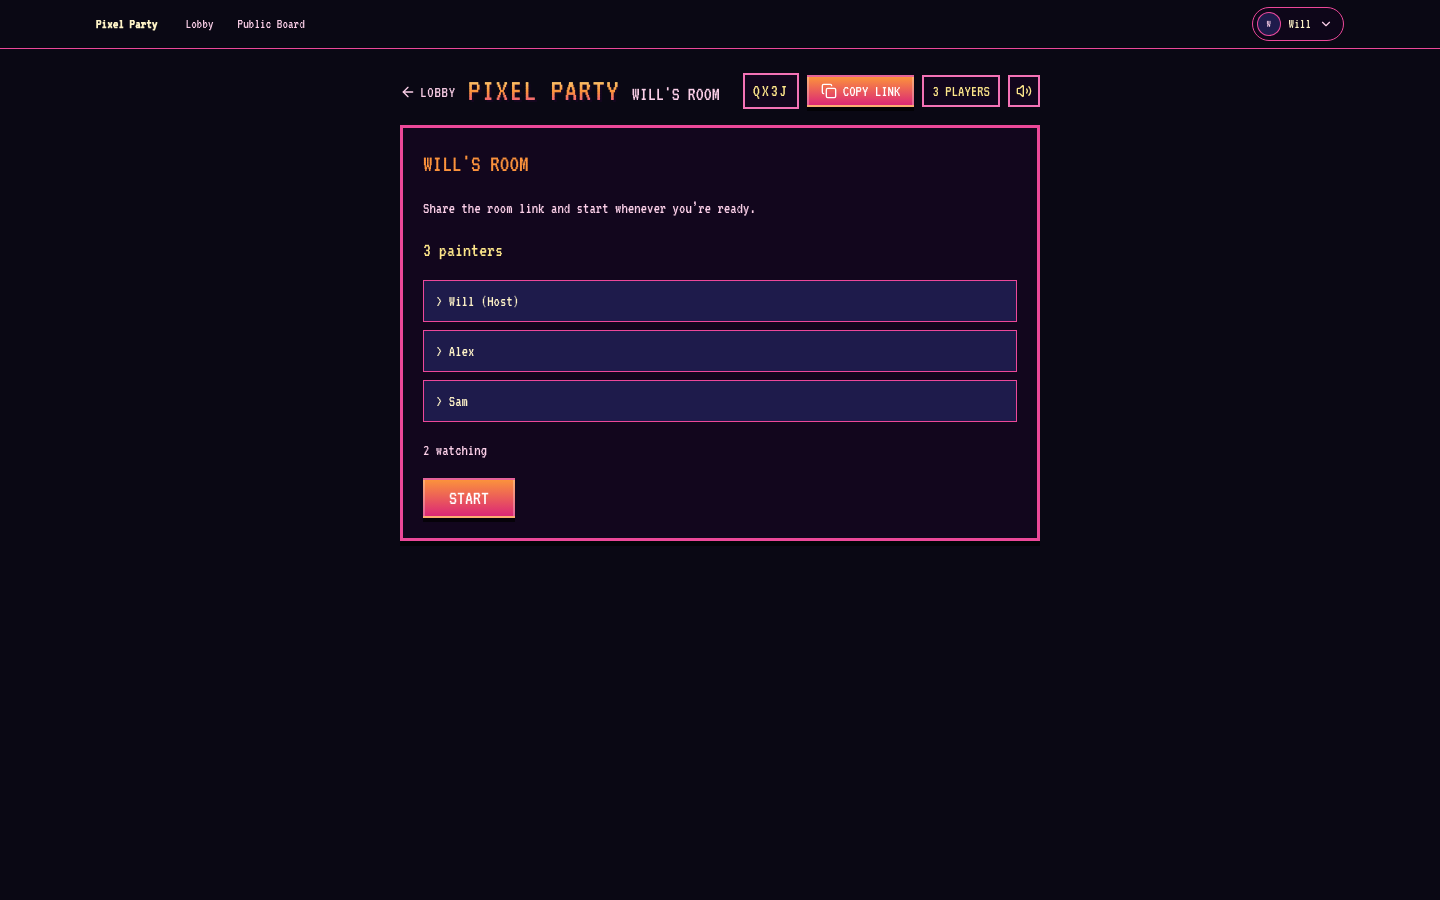 Pixel Party Lobby Public Board W Will
LOBBY PIXEL PARTY WILL'S ROOM QX3J COPY LINK 3 PLAYERS
WILL'S ROOM
Share the room link and start whenever you're ready.
3 painters
› Will (Host)
› Alex
› Sam
2 watching
START